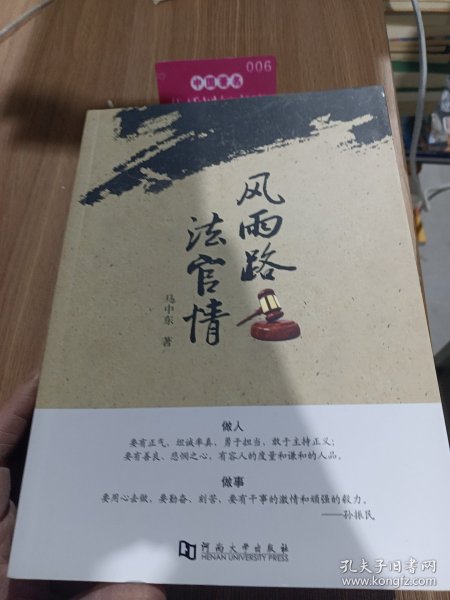 006
中國書名
风雨路
法官情
马中东 著
做人
要有正气、坦诚率真、勇于担当、敢于主持正义；
要有善良、悲悯之心，有容人的度量和谦和的人品。
做事
要用心去做、要勤奋、刻苦、要有干事的激情和顽强的毅力。
——孙振民
河南大学出版社
HENAN UNIVERSITY PRESS
孔夫子旧书网
www.kongfz.com